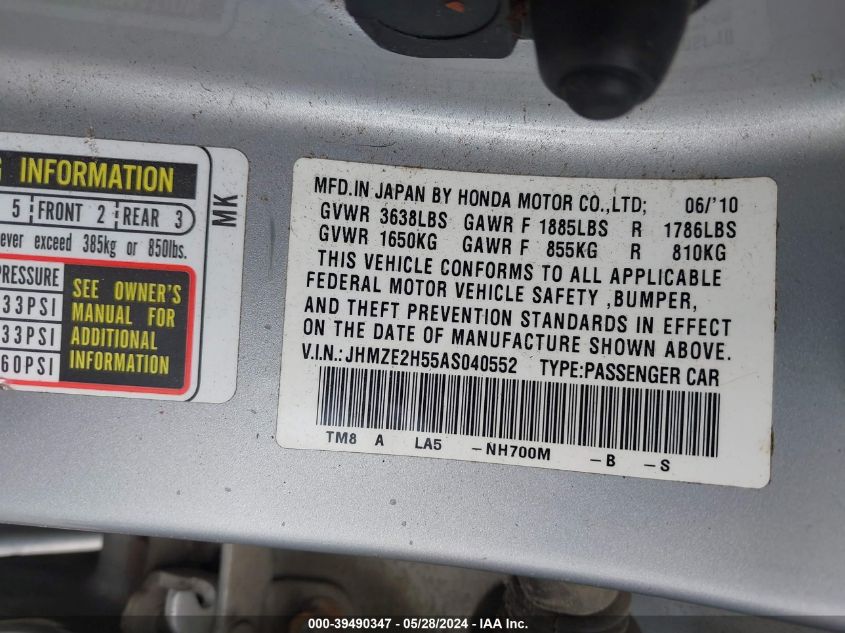 G INFORMATION
5 FRONT 2 REAR 3
ever exceed 385kg or 850lbs.
PRESSURE
33PSI
33PSI
60PSI
SEE OWNER'S
MANUAL FOR
ADDITIONAL
INFORMATION
MK
MFD.IN JAPAN BY HONDA MOTOR CO.,LTD; 06/'10
GVWR 3638LBS GAWR F 1885LBS R 1786LBS
GVWR 1650KG GAWR F 855KG R 810KG
THIS VEHICLE CONFORMS TO ALL APPLICABLE
FEDERAL MOTOR VEHICLE SAFETY ,BUMPER,
AND THEFT PREVENTION STANDARDS IN EFFECT
ON THE DATE OF MANUFACTURE SHOWN ABOVE.
V.I.N.:JHMZE2H55AS040552 TYPE:PASSENGER CAR
TM8 A LA5 -NH700M -B -S
000-39490347 - 05/28/2024 - IAA Inc.